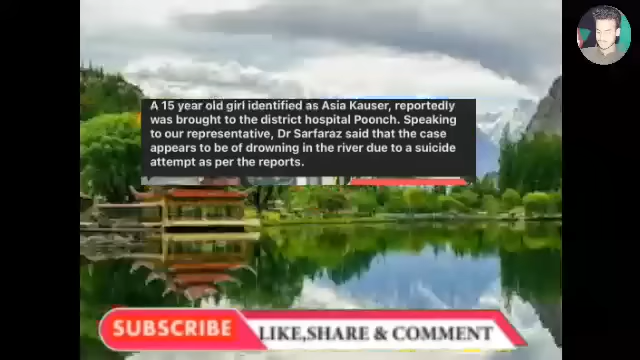 A 15 year old girl identified as Asia Kauser, reportedly
was brought to the district hospital Poonch. Speaking
to our representative, Dr Sarfaraz said that the case
appears to be of drowning in the river due to a suicide
attempt as per the reports.
SUBSCRIBE
LIKE,SHARE & COMMENT